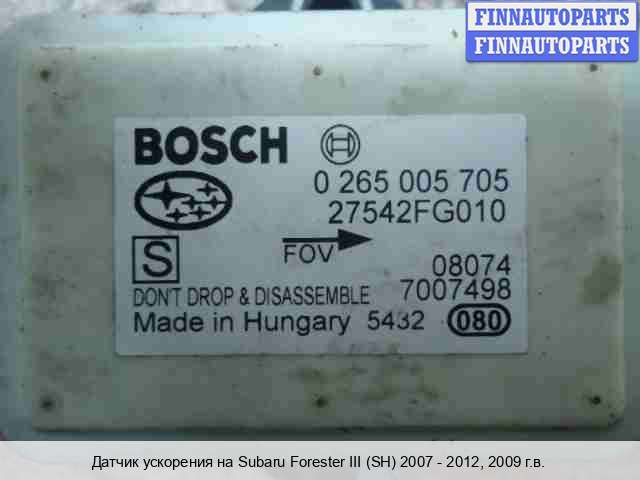 FINNAUTOPARTS
FINNAUTOPARTS
BOSCH
0 265 005 705
27542FG010
S
FOV
08074
DON'T DROP & DISASSEMBLE 7007498
Made in Hungary 5432 080
Датчик ускорения на Subaru Forester III (SH) 2007 - 2012, 2009 г.в.